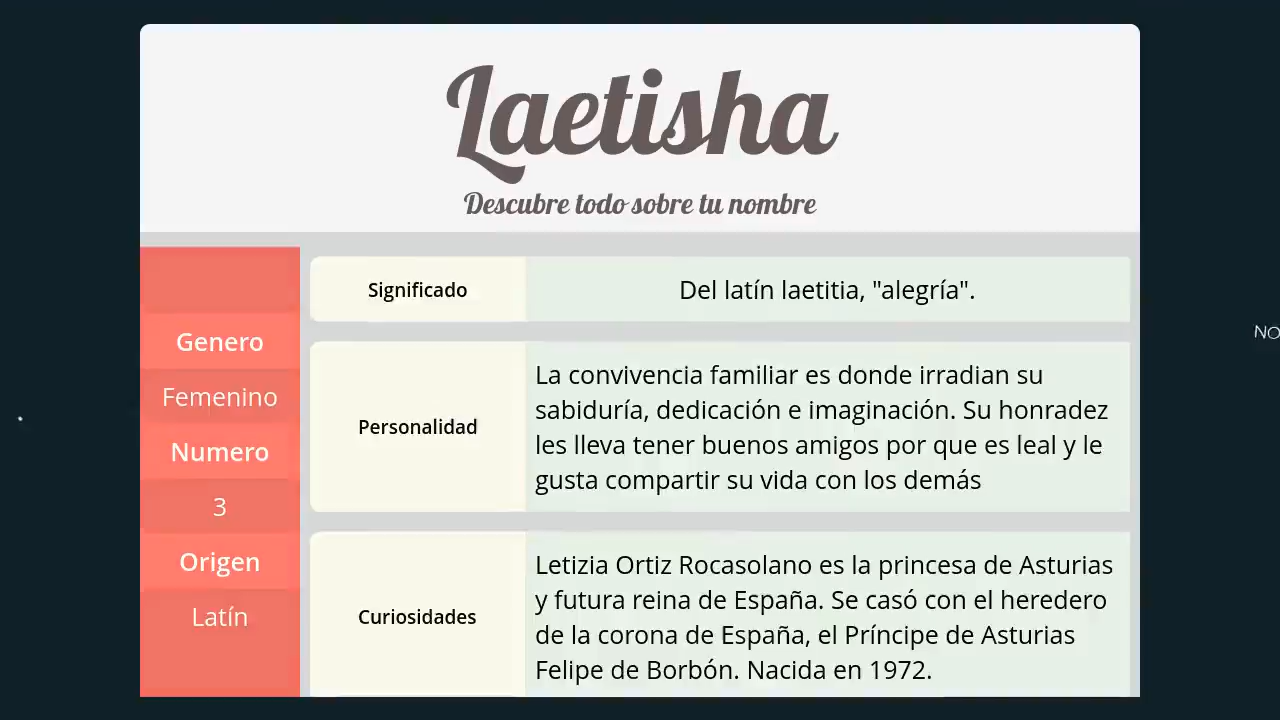 Laetisha
Descubre todo sobre tu nombre
Genero
Femenino
Numero
3
Origen
Latín
Significado
Del latín laetitia, "alegría".
Personalidad
La convivencia familiar es donde irradian su
sabiduría, dedicación e imaginación. Su honradez
les lleva tener buenos amigos por que es leal y le
gusta compartir su vida con los demás
Curiosidades
Letizia Ortiz Rocasolano es la princesa de Asturias
y futura reina de España. Se casó con el heredero
de la corona de España, el Príncipe de Asturias
Felipe de Borbón. Nacida en 1972.
NO